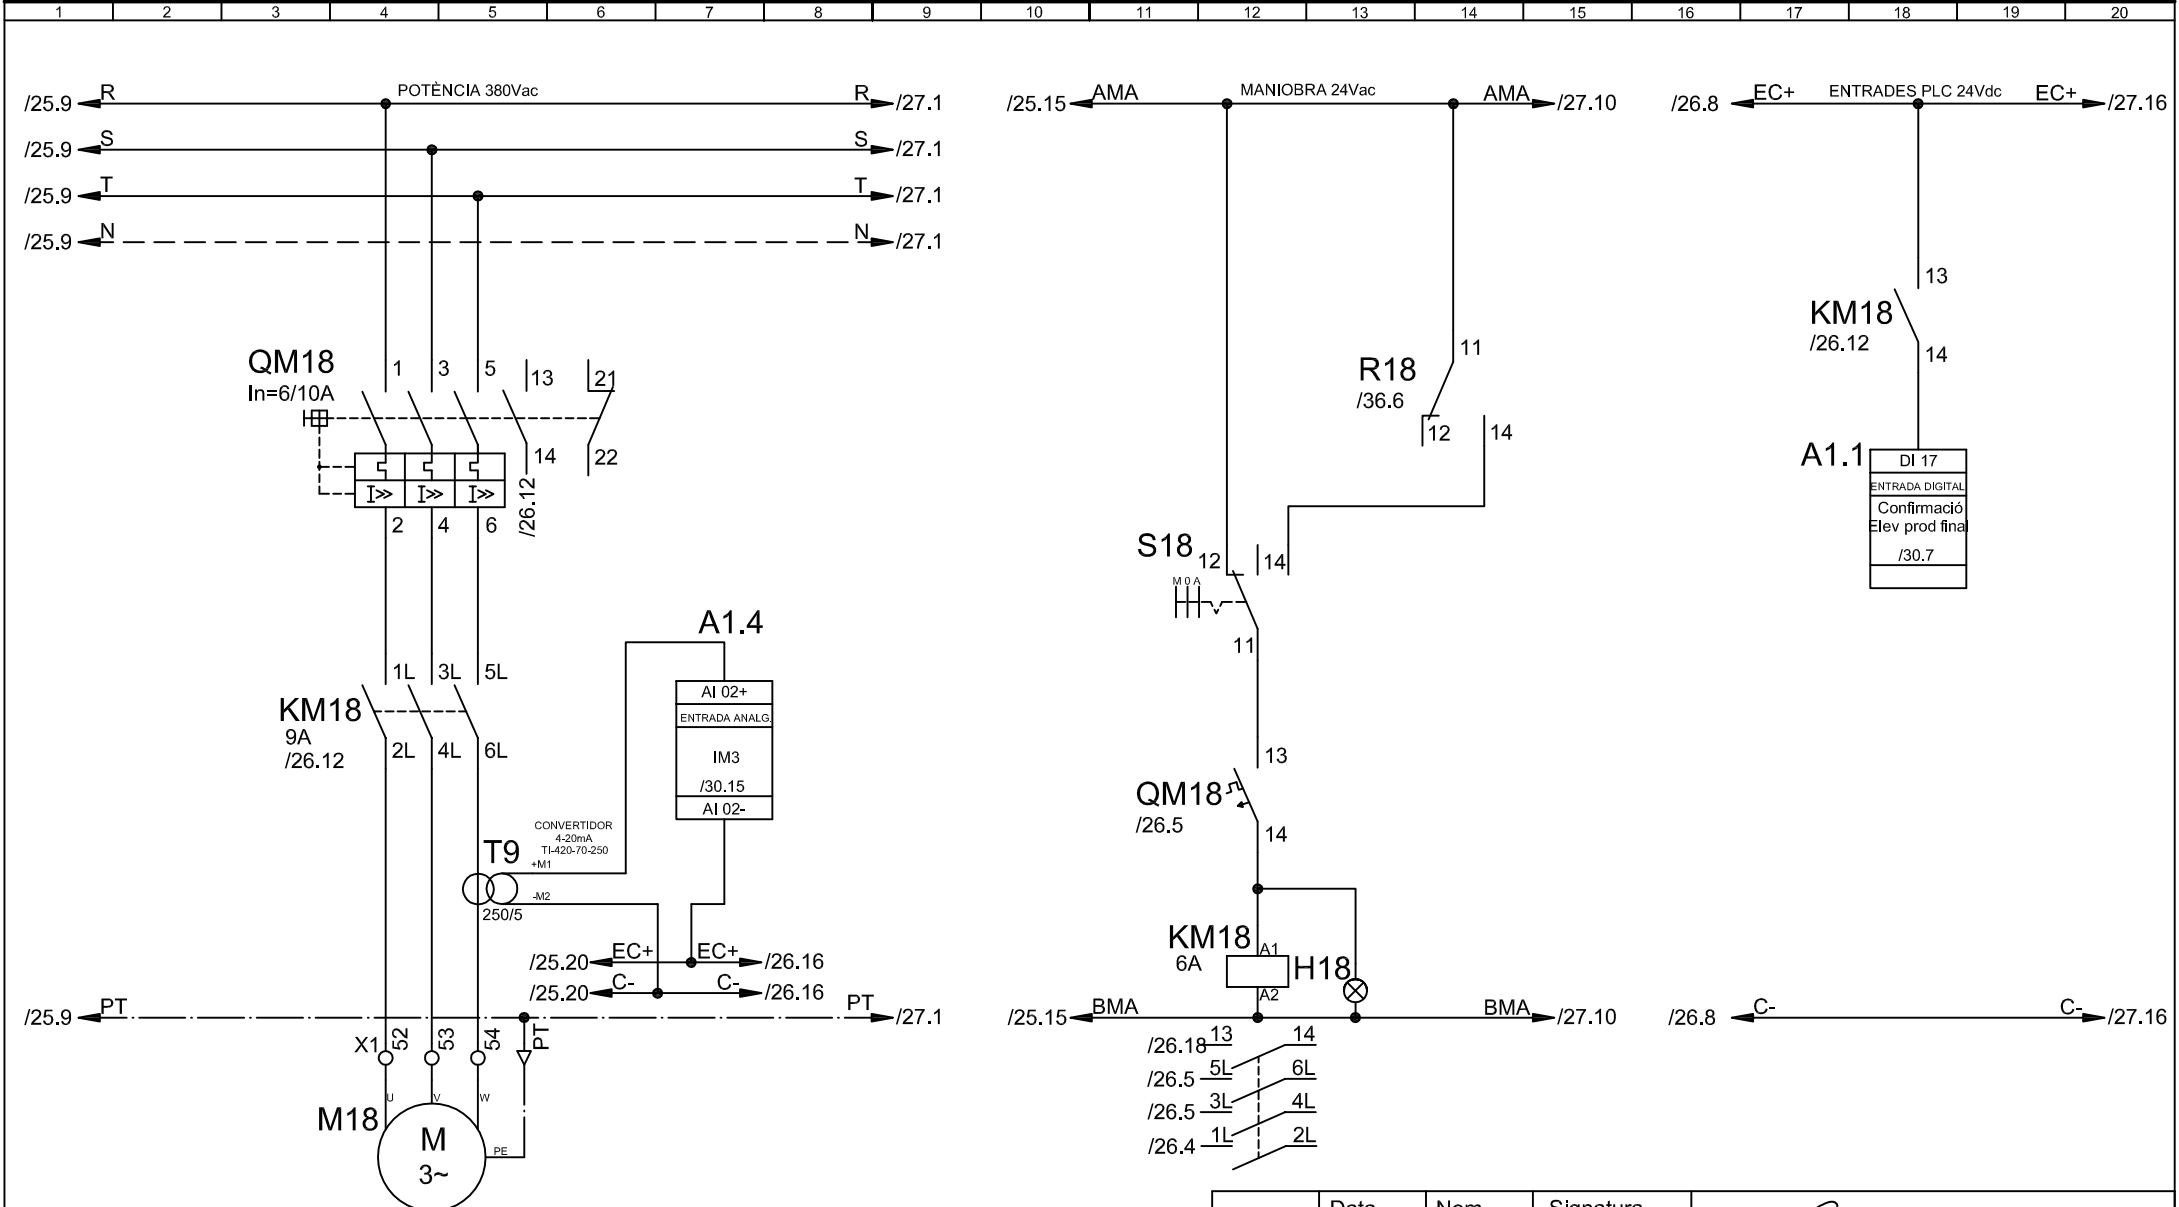 1 2 3 4 5 6 7 8 9 10 11 12 13 14 15 16 17 18 19 20
/25.9 R POTÈNCIA 380Vac R /27.1
/25.15 AMA MANIOBRA 24Vac AMA /27.10
/26.8 EC+ ENTRADES PLC 24Vdc EC+ /27.16
/25.9 S S /27.1
/25.9 T T /27.1
/25.9 N N /27.1
QM18
In=6/10A
1 3 5 13 21
14 22
I≫ I≫ I≫
/26.12
2 4 6
KM18
9A
/26.12
1L 3L 5L
2L 4L 6L
A1.4
AI 02+
ENTRADA ANALG.
IM3
/30.15
AI 02-
CONVERTIDOR
4-20mA
TI-420-70-250
T9
+M1
-M2
250/5
/25.20 EC+ EC+ /26.16
/25.20 C- C- /26.16
/25.9 PT PT /27.1
X1 52 53 54 PT
U V W
M18
M
3~
PE
R18
/36.6
11
12 14
S18
12 14
M 0 A
11
13
QM18
/26.5
14
KM18
6A
A1
A2
H18
/25.15 BMA BMA /27.10
/26.18 13 14
/26.5 5L 6L
/26.5 3L 4L
/26.4 1L 2L
13
KM18
/26.12
14
A1.1
DI 17
ENTRADA DIGITAL
Confirmació
Elev prod final
/30.7
/26.8 C- C- /27.16
Data Nom Signatura